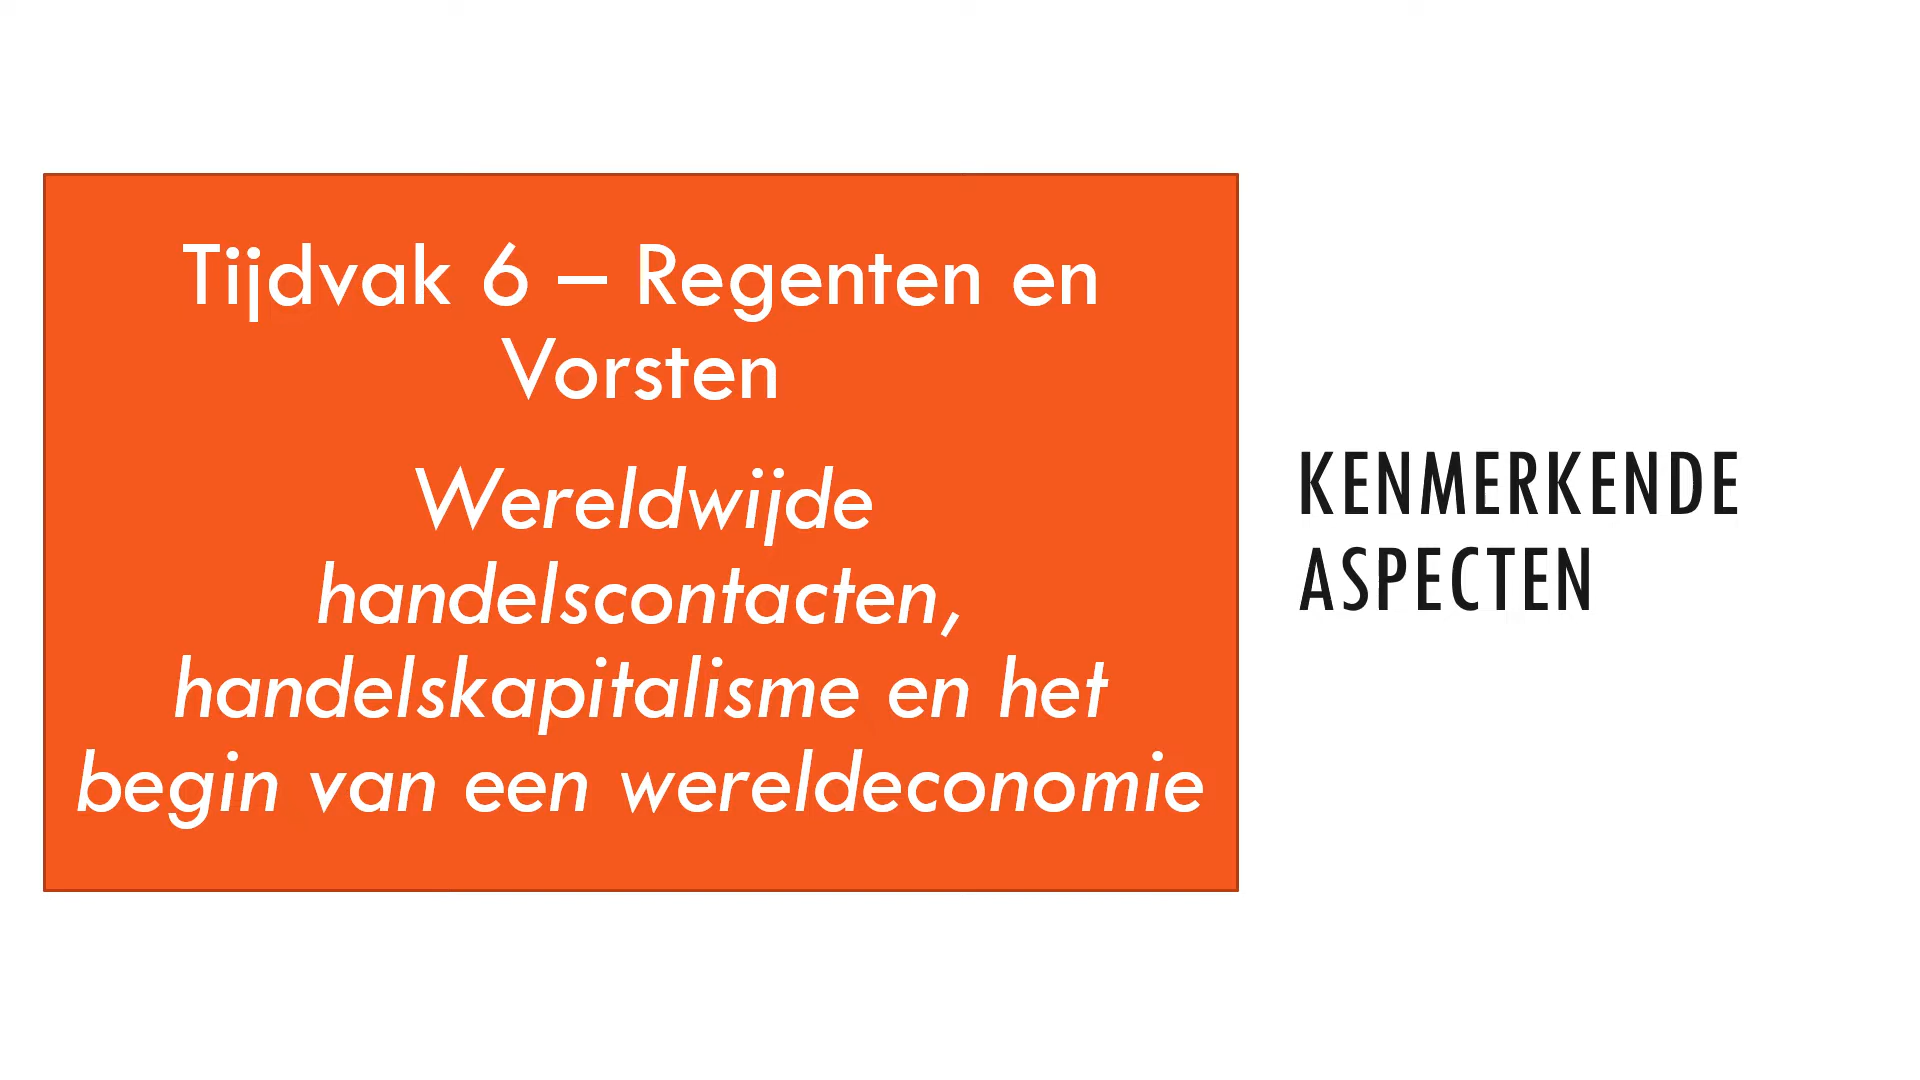 Tijdvak 6 – Regenten en
Vorsten
Wereldwijde
handelscontacten,
handelskapitalisme en het
begin van een wereldeconomie
KENMERKENDE
ASPECTEN